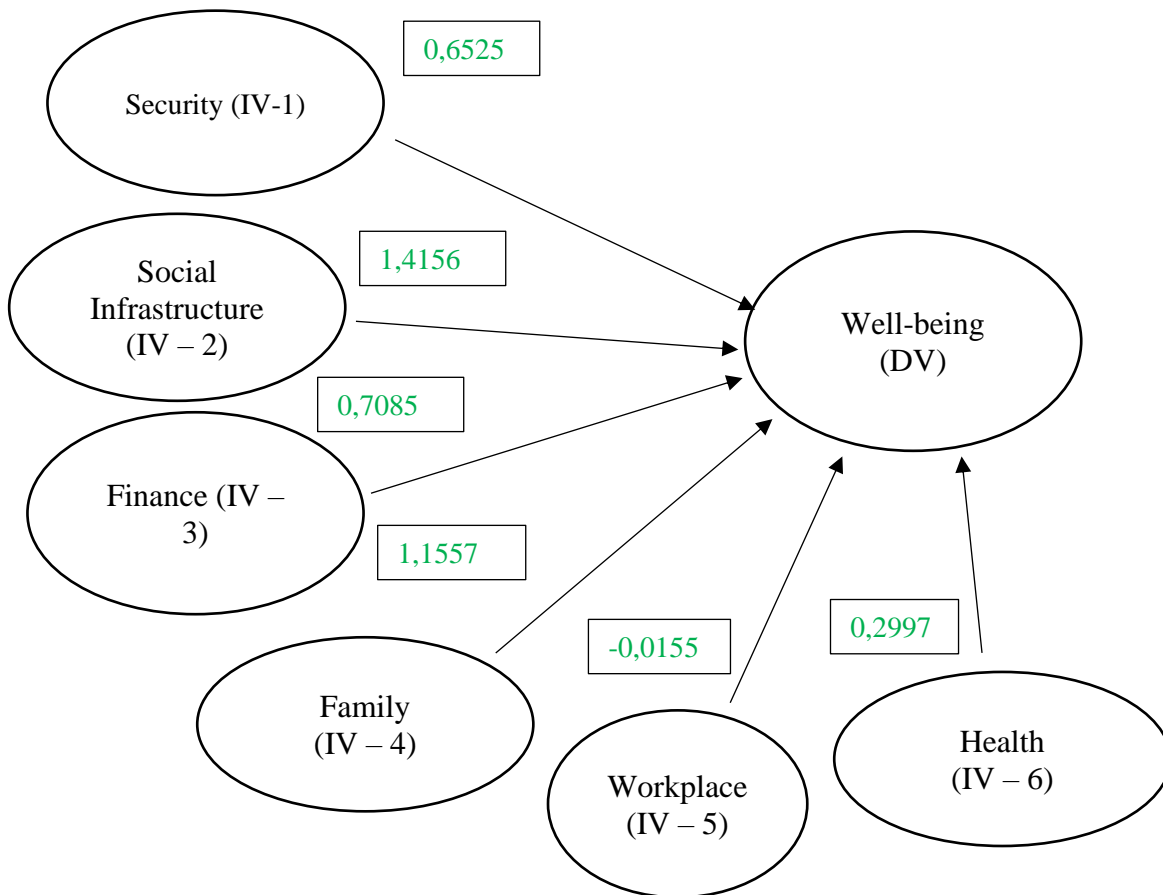 0,6525
Security (IV-1)
Social
Infrastructure
(IV – 2)
1,4156
Well-being
(DV)
0,7085
Finance (IV –
3)
1,1557
Family
(IV – 4)
-0,0155
Workplace
(IV – 5)
0,2997
Health
(IV – 6)